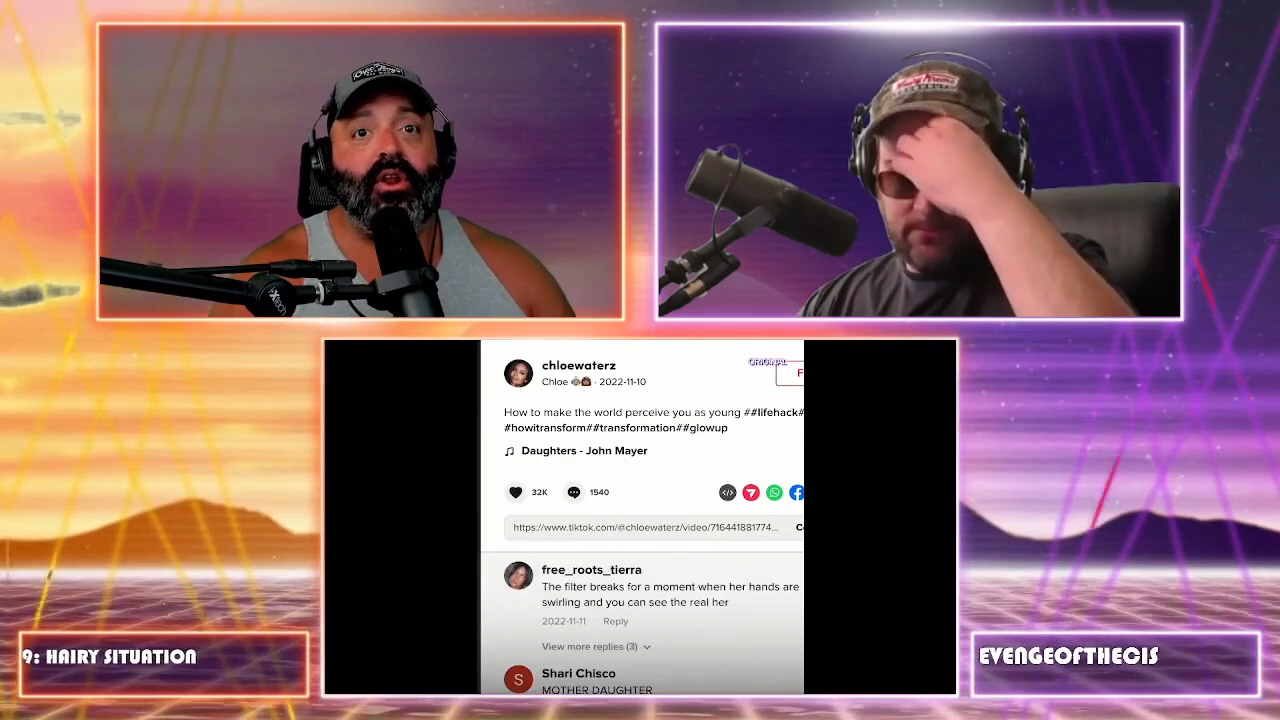 chloewaterz
Chloe · 2022-11-10
ORIGINAL
F
How to make the world perceive you as young ##lifehack#
#howitransform##transformation##glowup
Daughters - John Mayer
32K
1540
https://www.tiktok.com/@chloewaterz/video/716441881774...
free_roots_tierra
The filter breaks for a moment when her hands are
swirling and you can see the real her
2022-11-11 Reply
View more replies (3)
S
Shari Chisco
MOTHER DAUGHTER
9: HAIRY SITUATION
EVENGEOFTHECIS